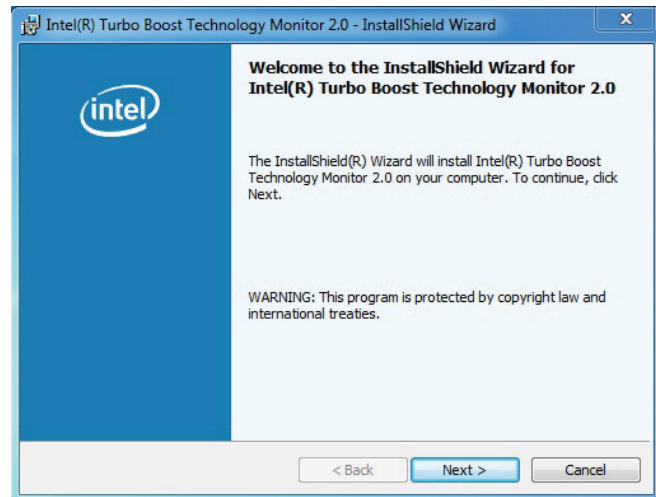 Intel(R) Turbo Boost Technology Monitor 2.0 - InstallShield Wizard
X
Welcome to the InstallShield Wizard for
Intel(R) Turbo Boost Technology Monitor 2.0
intel
The InstallShield(R) Wizard will install Intel(R) Turbo Boost
Technology Monitor 2.0 on your computer. To continue, click
Next.
WARNING: This program is protected by copyright law and
international treaties.
< Back Next > Cancel